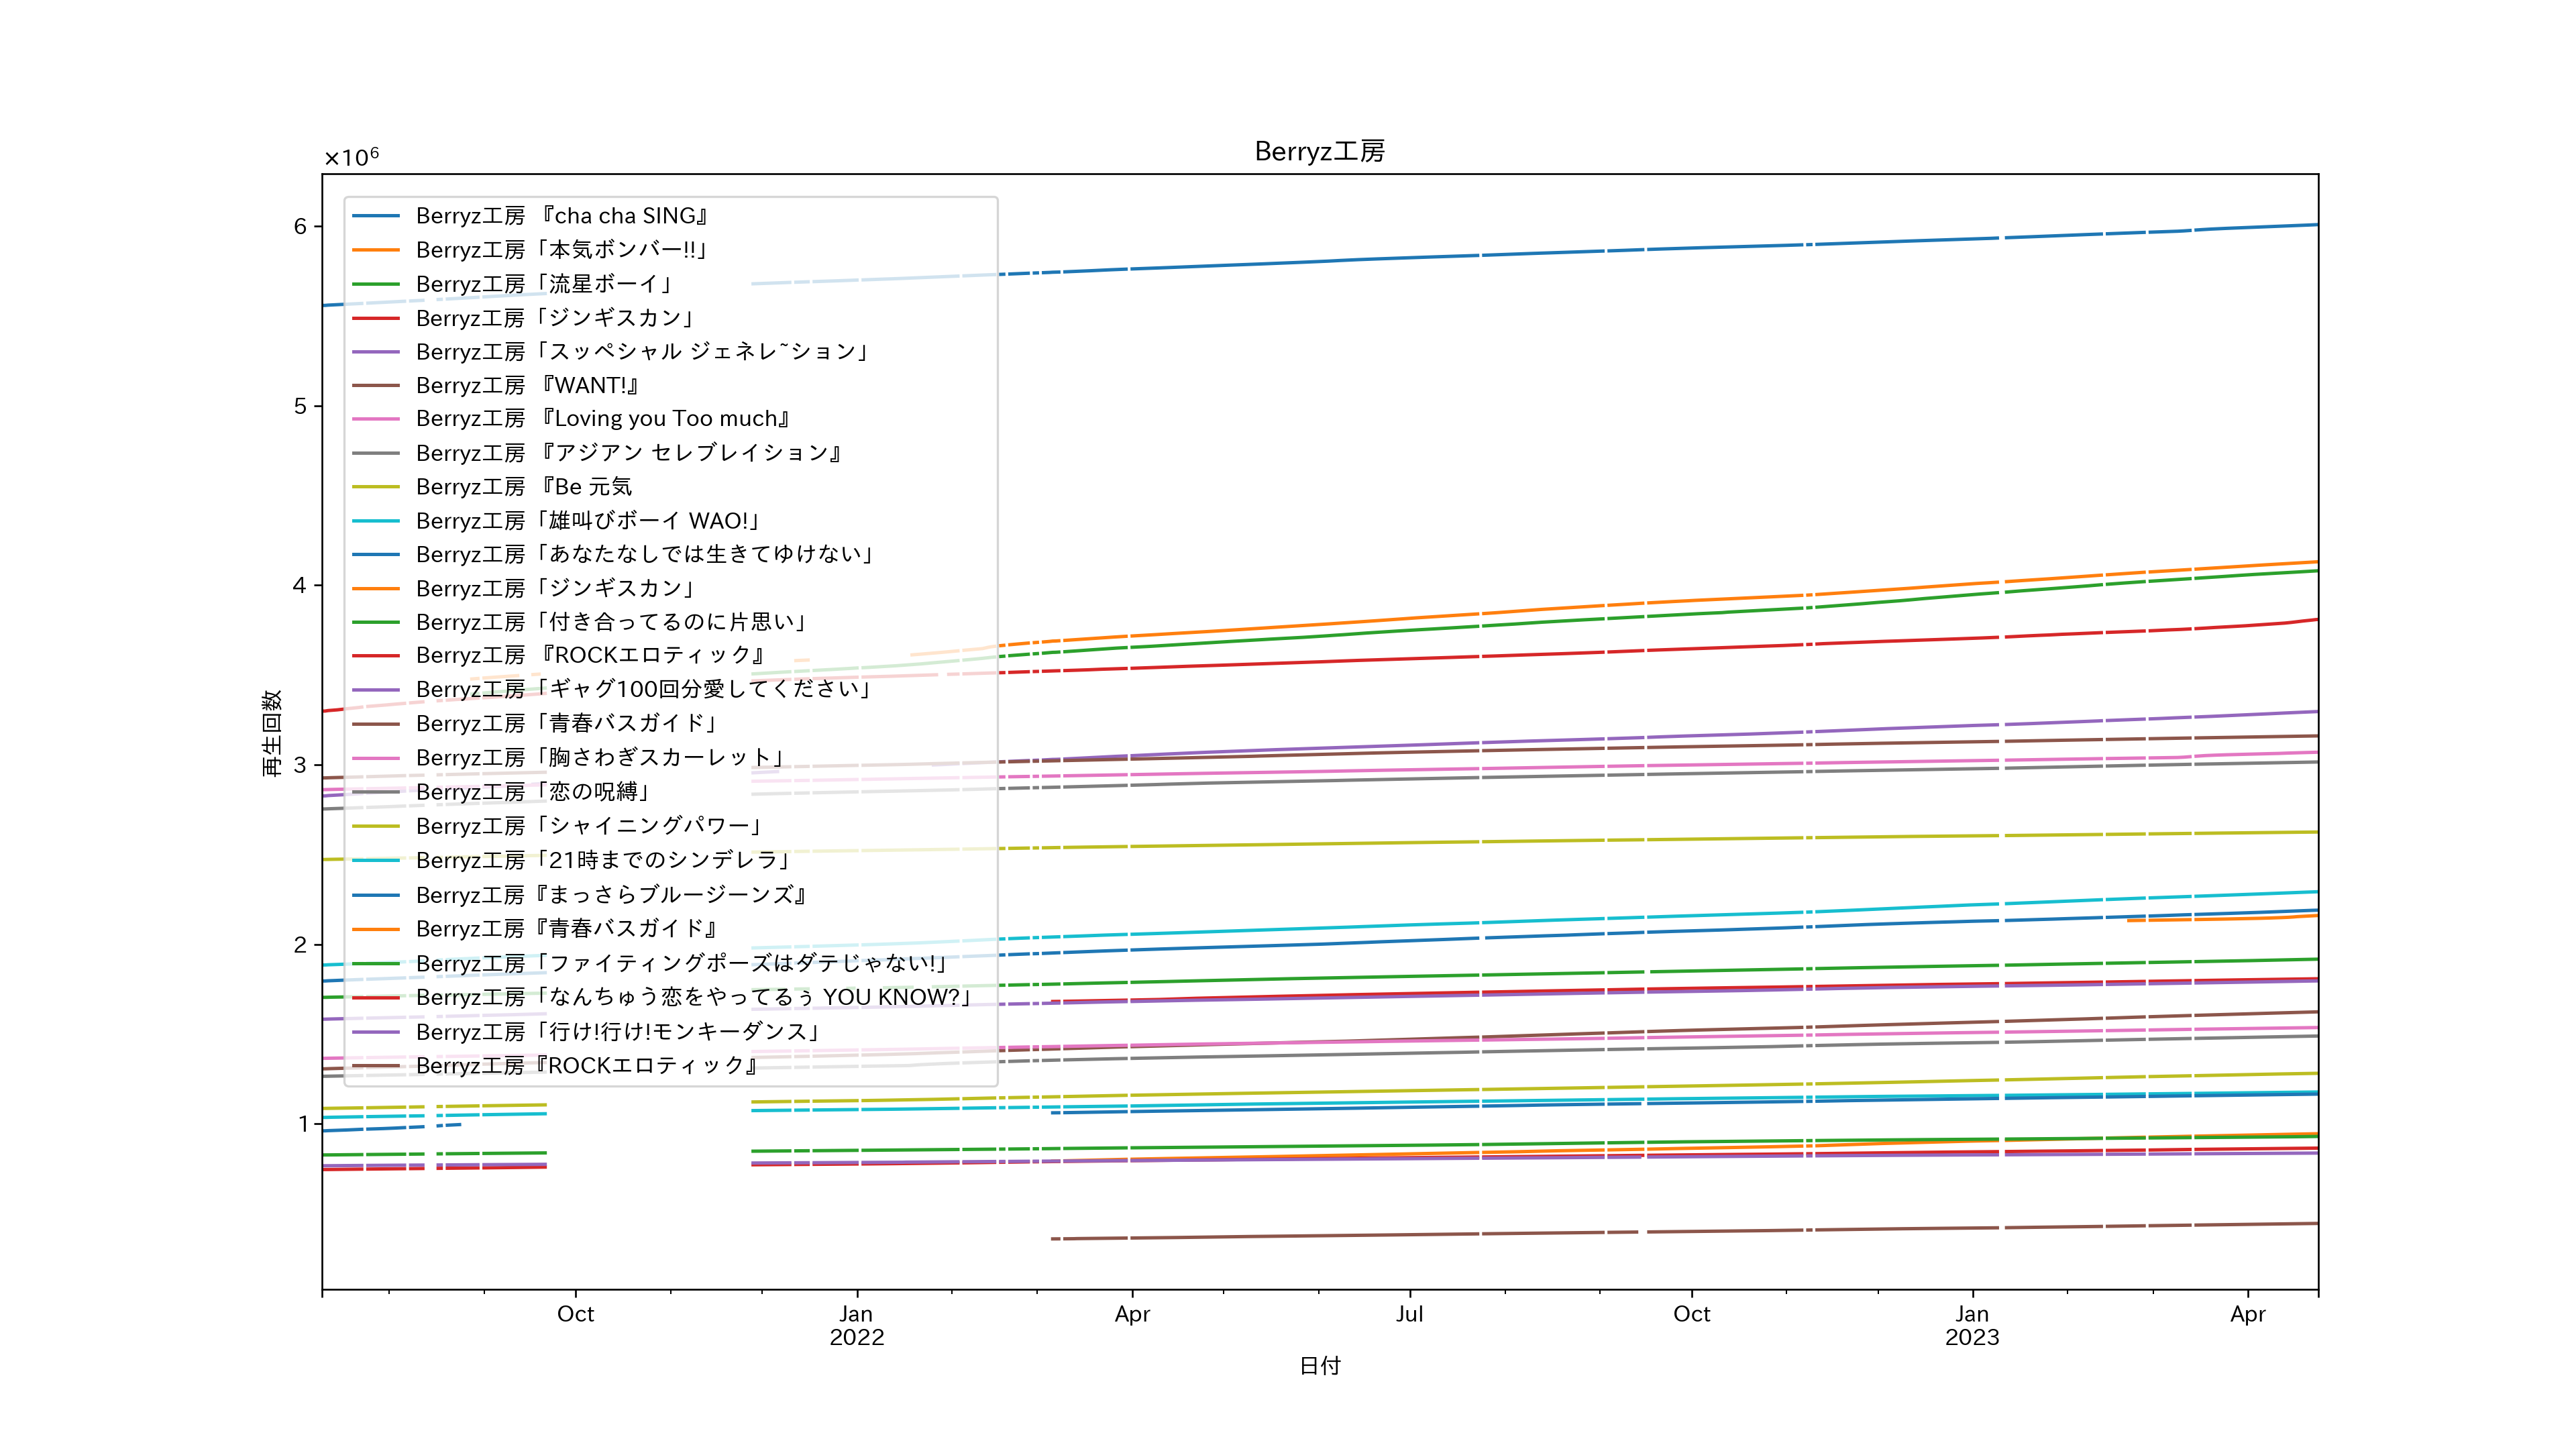 Berryz工房
×10⁶
6
5
4
3
2
1
再生回数
Berryz工房 『cha cha SING』
Berryz工房「本気ボンバー!!」
Berryz工房「流星ボーイ」
Berryz工房「ジンギスカン」
Berryz工房「スッペシャル ジェネレ~ション」
Berryz工房 『WANT!』
Berryz工房 『Loving you Too much』
Berryz工房 『アジアン セレブレイション』
Berryz工房 『Be 元気
Berryz工房「雄叫びボーイ WAO!」
Berryz工房「あなたなしでは生きてゆけない」
Berryz工房「ジンギスカン」
Berryz工房「付き合ってるのに片思い」
Berryz工房 『ROCKエロティック』
Berryz工房「ギャグ100回分愛してください」
Berryz工房「青春バスガイド」
Berryz工房「胸さわぎスカーレット」
Berryz工房「恋の呪縛」
Berryz工房「シャイニングパワー」
Berryz工房「21時までのシンデレラ」
Berryz工房『まっさらブルージーンズ』
Berryz工房『青春バスガイド』
Berryz工房「ファイティングポーズはダテじゃない!」
Berryz工房「なんちゅう恋をやってるぅ YOU KNOW?」
Berryz工房「行け!行け!モンキーダンス」
Berryz工房『ROCKエロティック』
Oct Jan Apr Jul Oct Jan Apr
2022 2023
日付